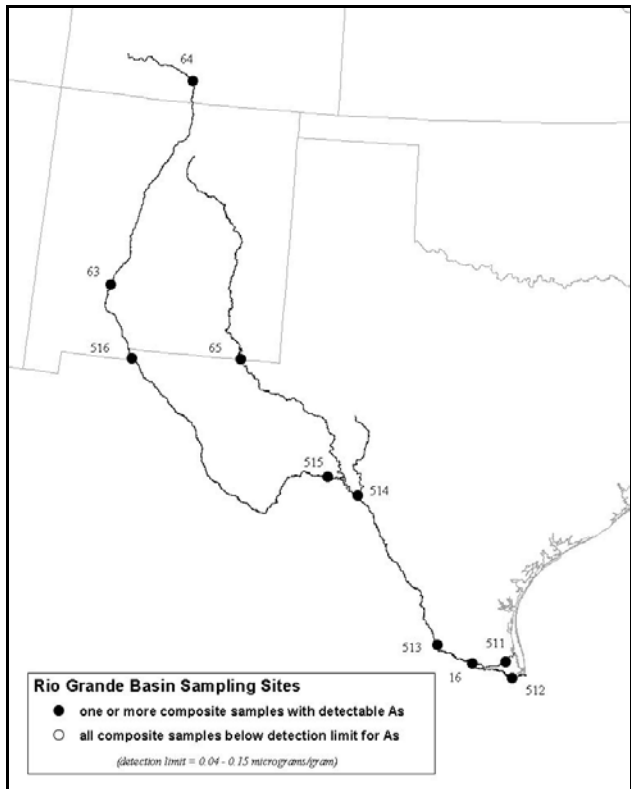 64
63
516
65
515
514
513
511
16
512
Rio Grande Basin Sampling Sites
one or more composite samples with detectable As
all composite samples below detection limit for As
(detection limit = 0.04 - 0.15 micrograms/gram)